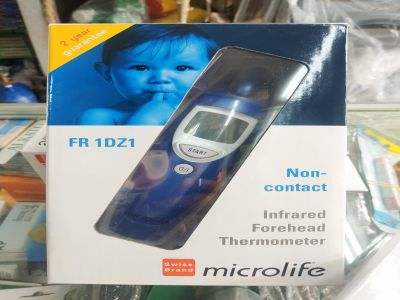 2 year
guarantee
FR 1DZ1
START
O/I
Non-
contact
Infrared
Forehead
Thermometer
Swiss
Brand
microlife®